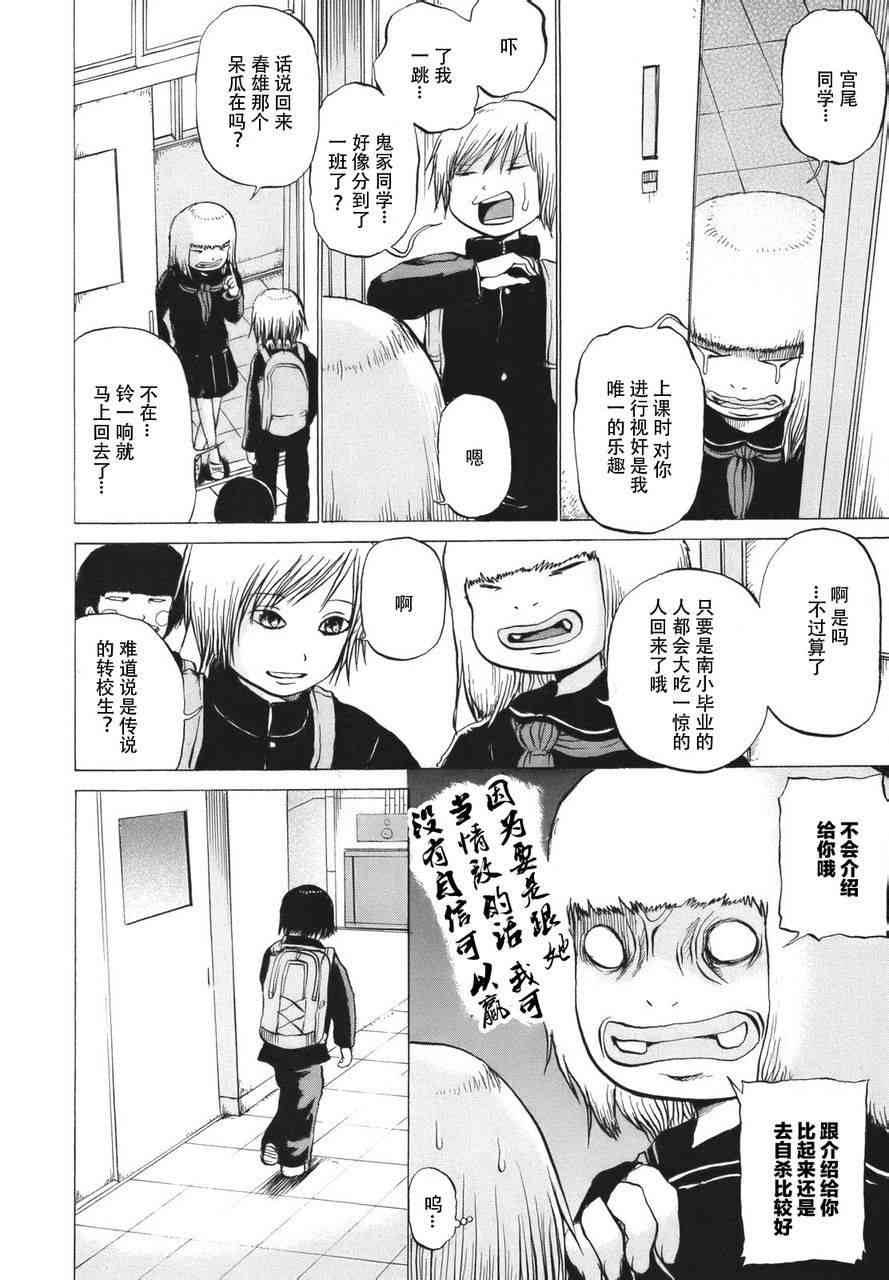 宫尾
同学…
上课时 对你
进行视奸是我
唯一的乐趣
吓
了我
一跳…
鬼冢同学…
好像分到了
一班了？
嗯
话说回来
春雄那个
呆瓜在吗？
不在…
铃一响就
马上回去了…
啊 是吗
…不过算了
只要是南小毕业的
人都会大吃一惊的
人回来了哦
啊
难道说是传说
的转校生？
不会介绍
给你哦
因为要是跟她
当情敌的话 我可
没有自信可以赢
跟介绍给你
比起来还是
去自杀比较好
呜
…